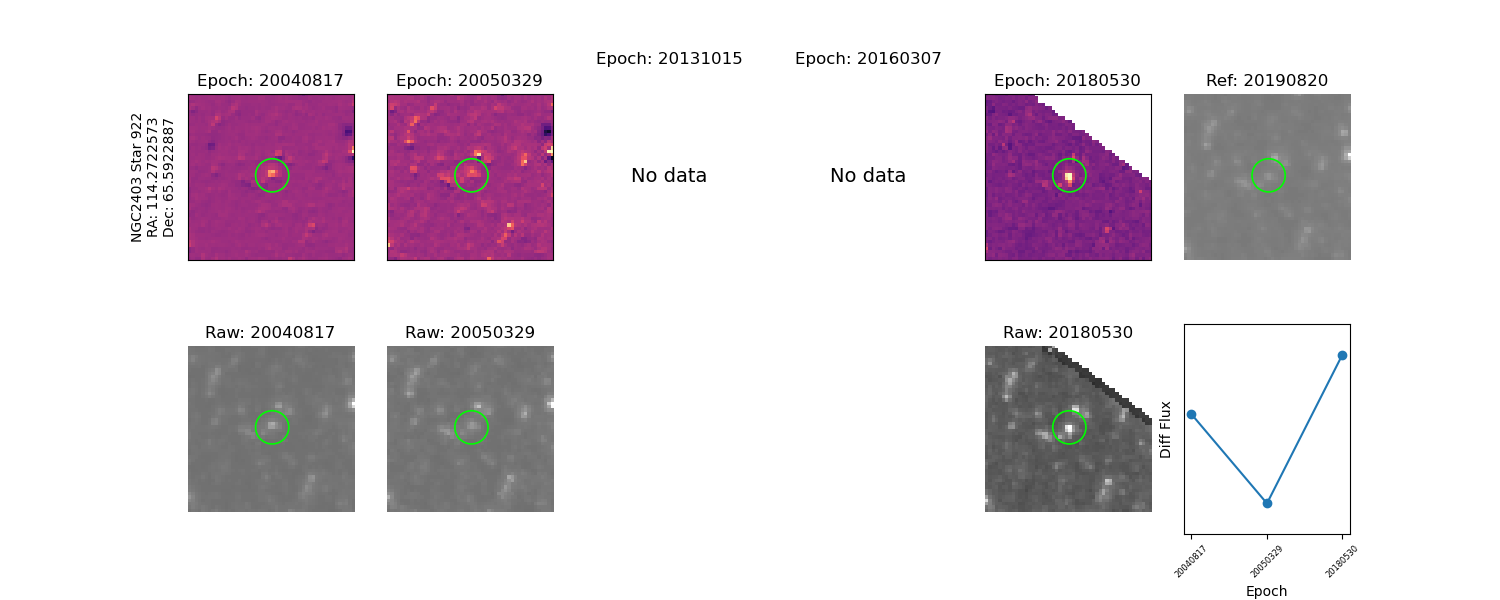 Epoch: 20040817
Epoch: 20050329
Epoch: 20131015
Epoch: 20160307
Epoch: 20180530
Ref: 20190820
NGC2403 Star 922
RA: 114.2722573
Dec: 65.5922887
No data
No data
Raw: 20040817
Raw: 20050329
Raw: 20180530
Diff Flux
20040817
20050329
20180530
Epoch